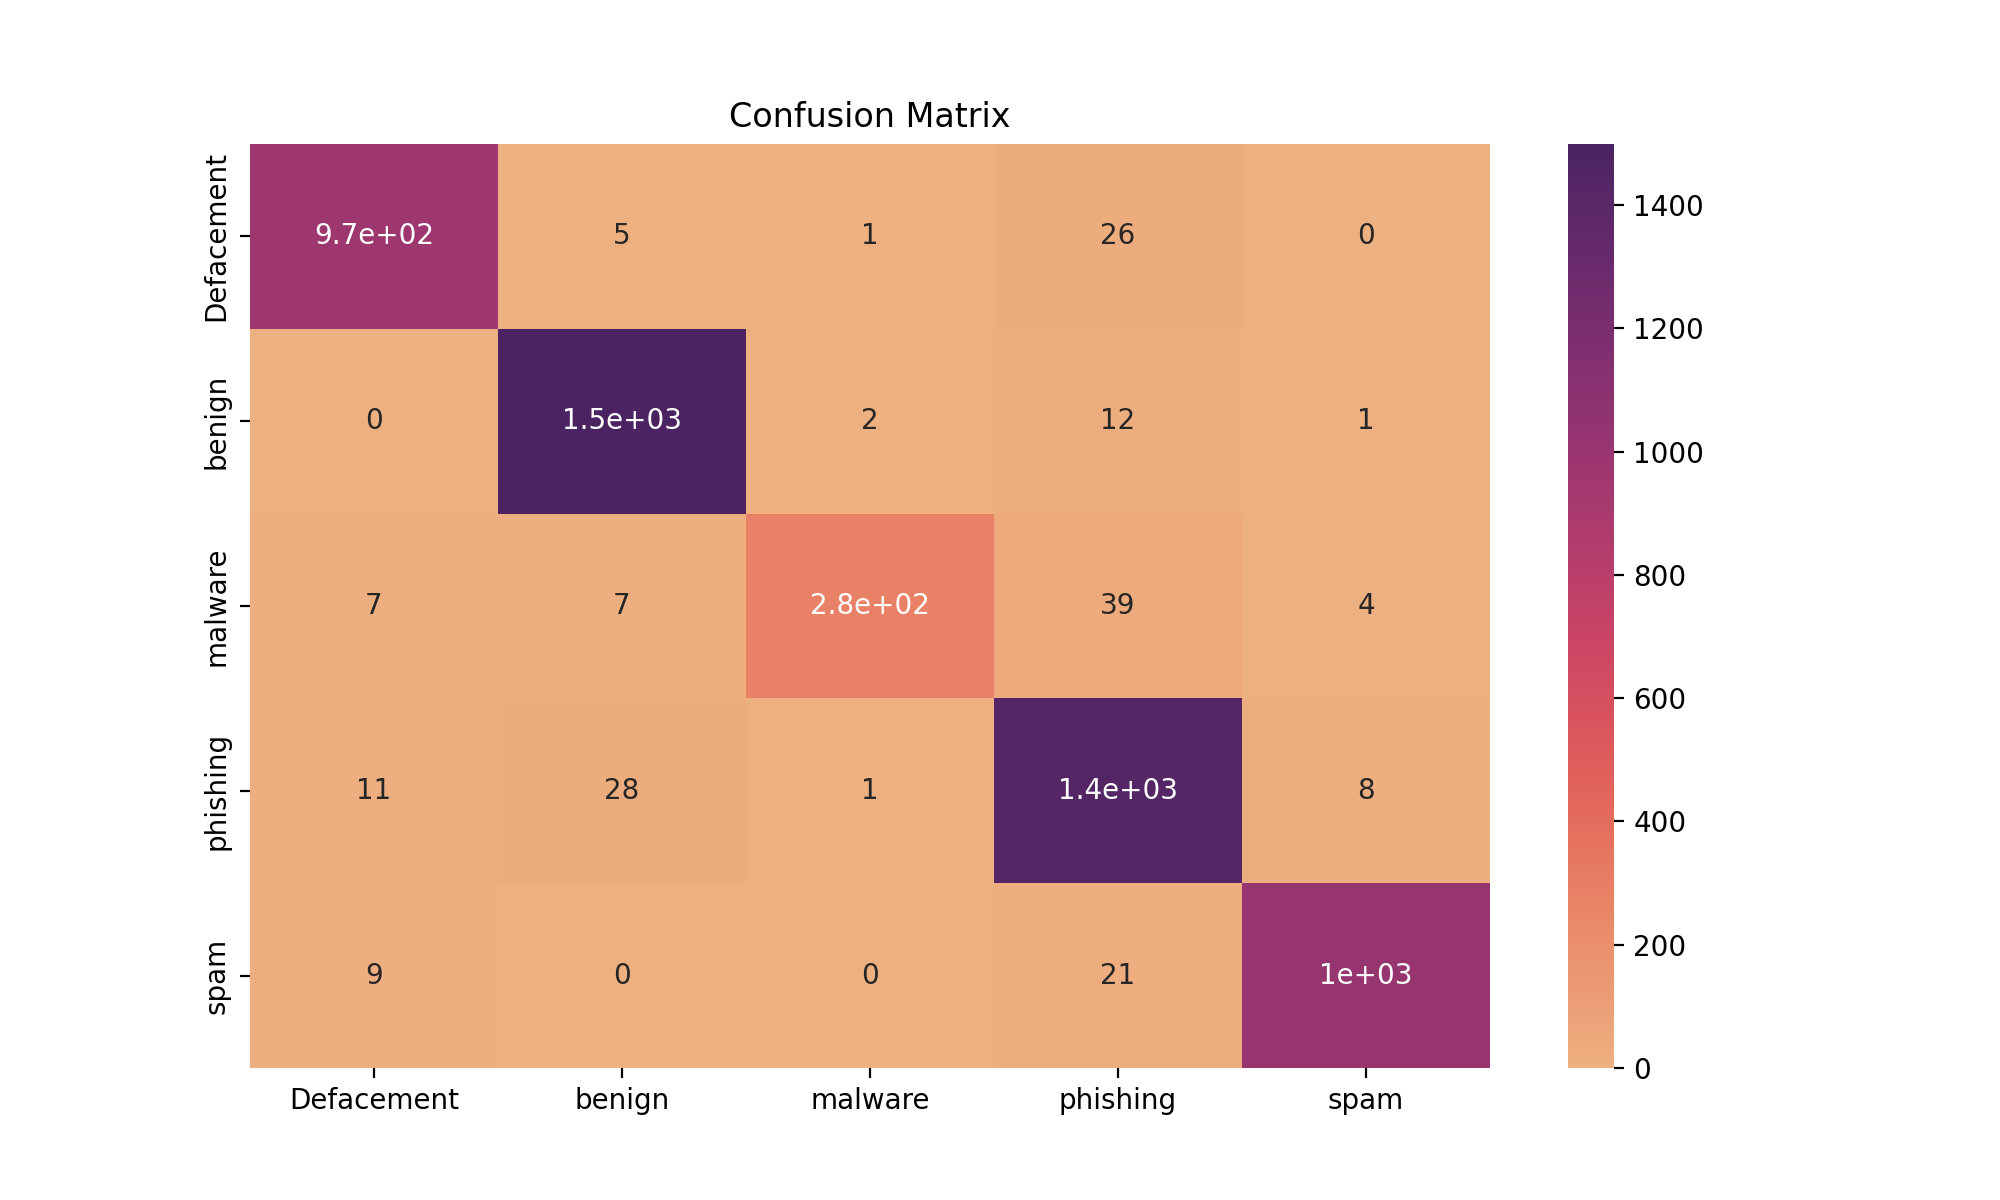 Confusion Matrix
Defacement 9.7e+02 5 1 26 0
benign 0 1.5e+03 2 12 1
malware 7 7 2.8e+02 39 4
phishing 11 28 1 1.4e+03 8
spam 9 0 0 21 1e+03
Defacement benign malware phishing spam
1400
1200
1000
800
600
400
200
0